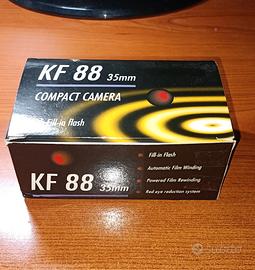 KF 88 35mm
COMPACT CAMERA
Fill-in flash
KF 88 35mm
Fill-in flash
Automatic Film Winding
Powered Film Rewinding
Red eye reduction system